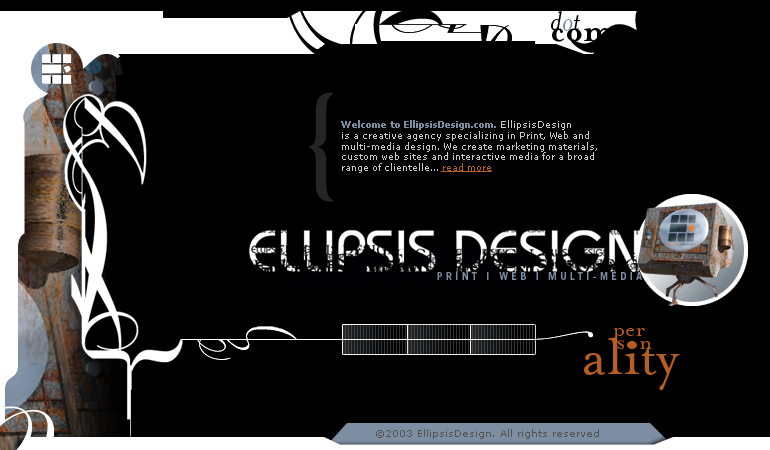 dot
com
Welcome to EllipsisDesign.com. EllipsisDesign
is a creative agency specializing in Print, Web and
multi-media design. We create marketing materials,
custom web sites and interactive media for a broad
range of clientelle... read more
ELLIPSIS DESIGN
PRINT I WEB I MULTI-MEDIA
per
son
ality
©2003 EllipsisDesign. All rights reserved